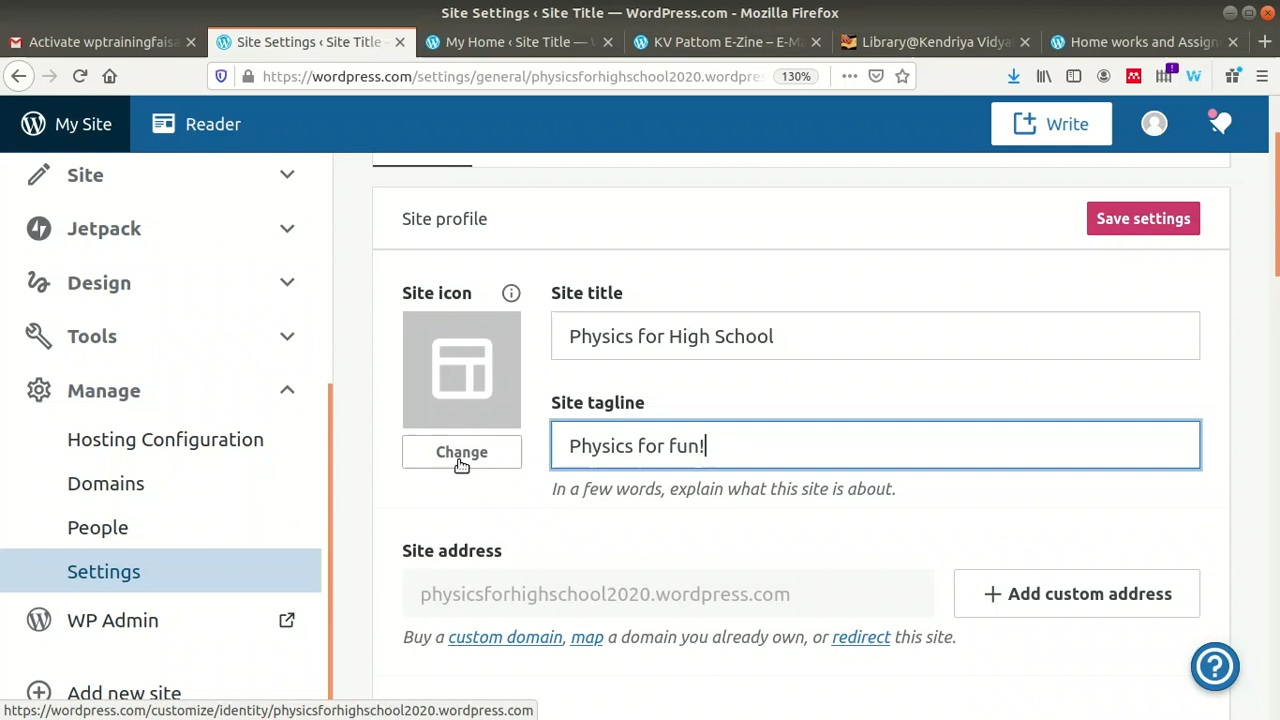 Site Settings ‹ Site Title — WordPress.com - Mozilla Firefox
Activate wptrainingfaisa
Site Settings ‹ Site Title -
My Home ‹ Site Title — W
KV Pattom E-Zine – E-Ma
Library@Kendriya Vidya
Home works and Assignm
https://wordpress.com/settings/general/physicsforhighschool2020.wordpres
130%
My Site
Reader
Write
Site
Jetpack
Design
Tools
Manage
Hosting Configuration
Domains
People
Settings
WP Admin
Add new site
Site profile
Save settings
Site icon
Change
Site title
Physics for High School
Site tagline
Physics for fun!
In a few words, explain what this site is about.
Site address
physicsforhighschool2020.wordpress.com
Add custom address
Buy a custom domain, map a domain you already own, or redirect this site.
https://wordpress.com/customize/identity/physicsforhighschool2020.wordpress.com